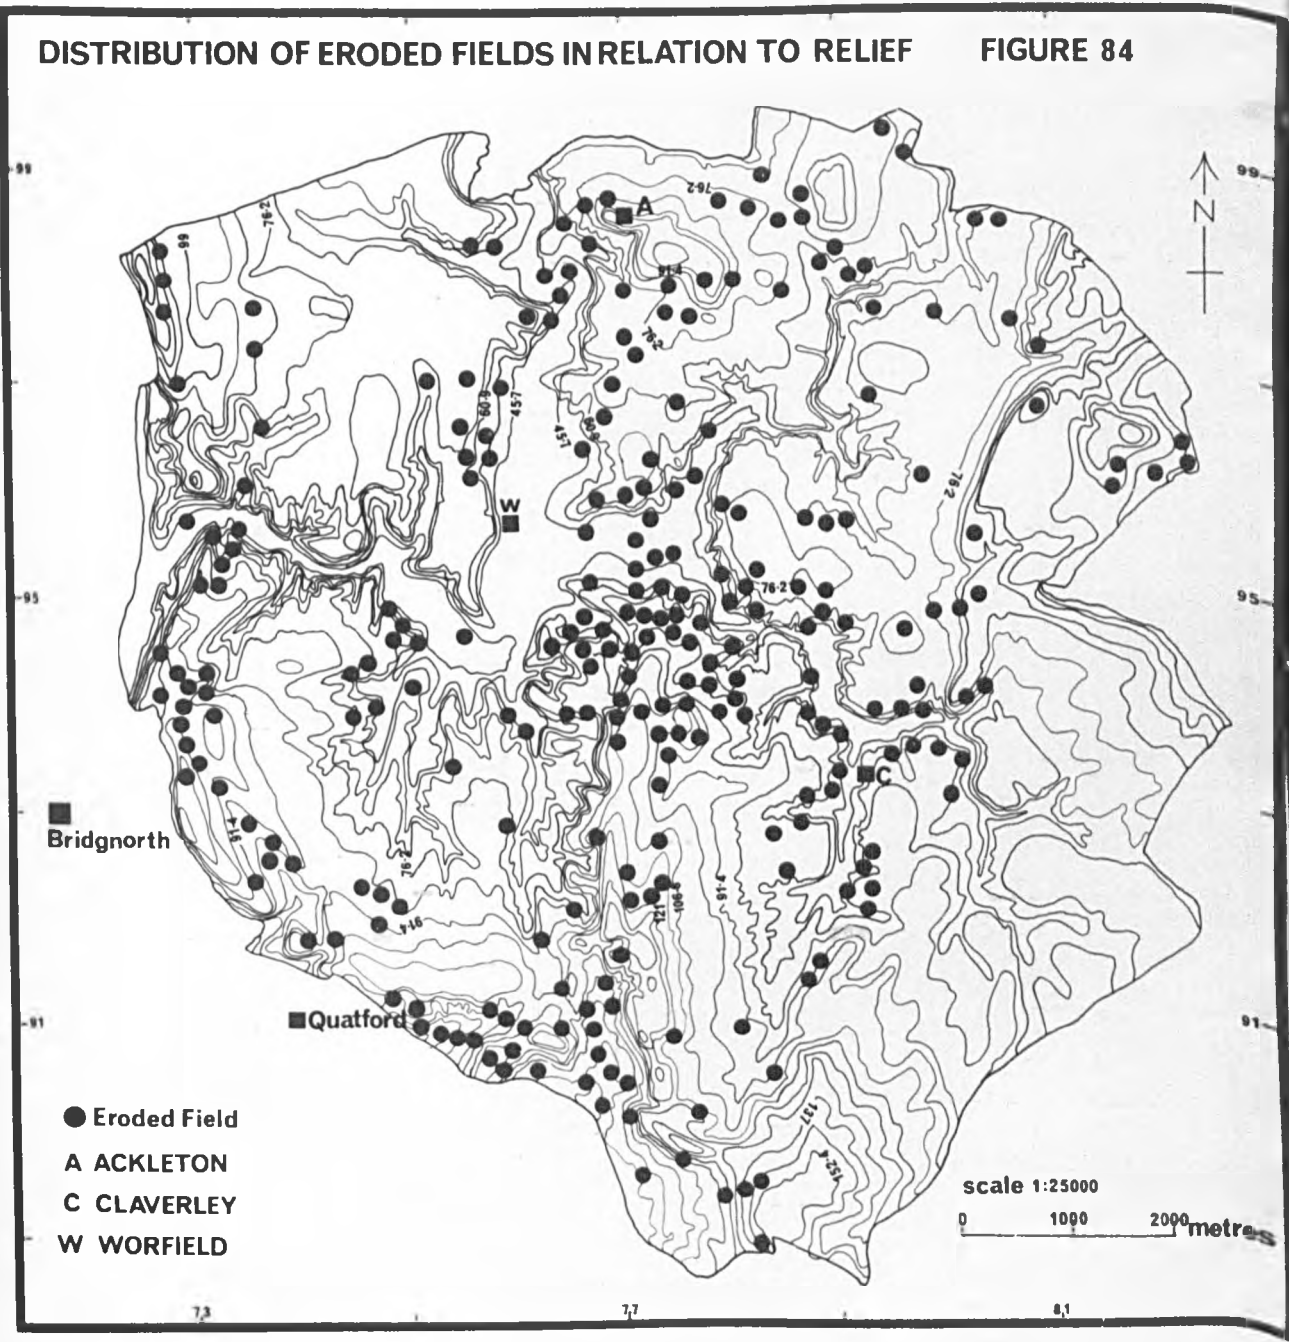 DISTRIBUTION OF ERODED FIELDS IN RELATION TO RELIEF FIGURE 84
99
99
76·2
A
N
76·2
66
91·4
76·2
60·9
45·7
45·7
60·9
76·2
W
95
76·2
95
C
Bridgnorth
91·4
76·2
91·4
121
106·6
91·4
91
Quatford
91
Eroded Field
137
A ACKLETON
152·4
scale 1:25000
C CLAVERLEY
0 1000 2000 metres
W WORFIELD
7,3
7,7
8,1